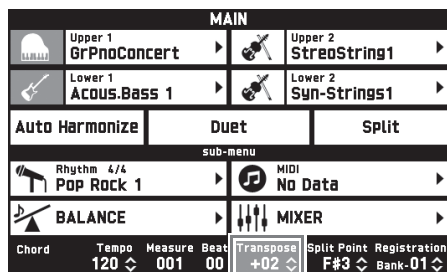 MAIN
Upper 1
GrPnoConcert
Upper 2
StreoString1
Lower 1
Acous.Bass 1
Lower 2
Syn-Strings1
Auto Harmonize Duet Split
sub-menu
Rhythm 4/4
Pop Rock 1
MIDI
No Data
BALANCE MIXER
Chord Tempo Measure Beat Transpose Split Point Registration
120 001 00 +02 F#3 Bank-01